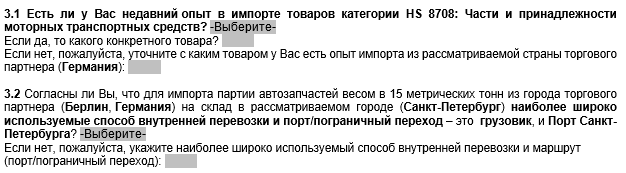 3.1 Есть ли у Вас недавний опыт в импорте товаров категории HS 8708: Части и принадлежности
моторных транспортных средств? -Выберите-
Если да, то какого конкретного товара?
Если нет, пожалуйста, уточните с каким товаром у Вас есть опыт импорта из рассматриваемой страны торгового
партнера (Германия):
3.2 Согласны ли Вы, что для импорта партии автозапчастей весом в 15 метрических тонн из города торгового
партнера (Берлин, Германия) на склад в рассматриваемом городе (Санкт-Петербург) наиболее широко
используемые способ внутренней перевозки и порт/пограничный переход – это грузовик, и Порт Санкт-
Петербурга? -Выберите-
Если нет, пожалуйста, укажите наиболее широко используемый способ внутренней перевозки и маршрут
(порт/пограничный переход):